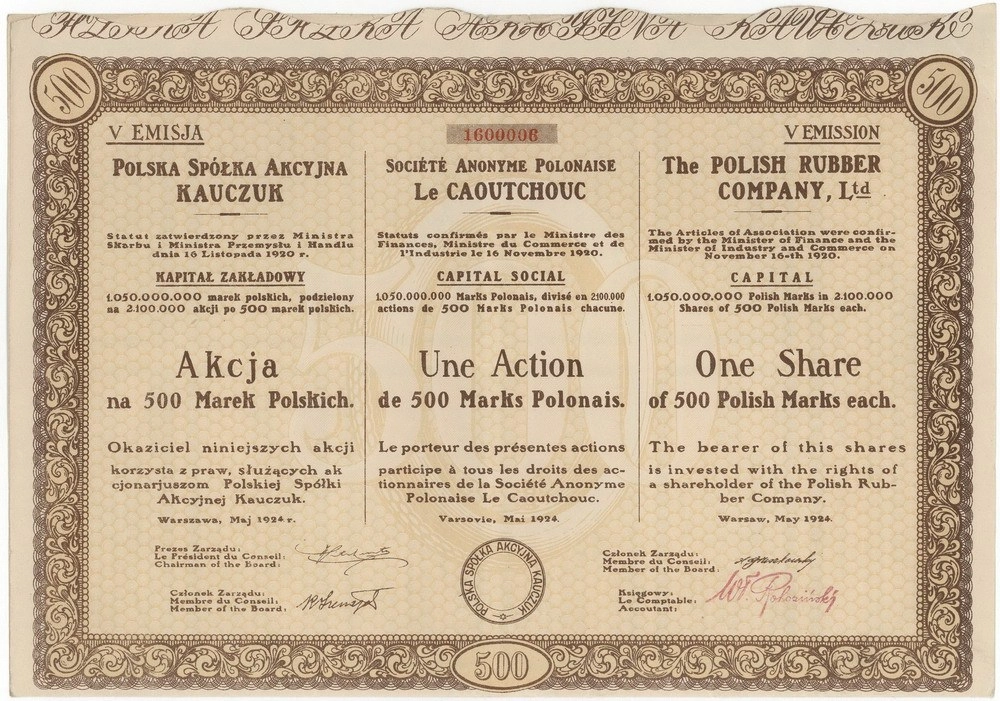 500
500
V EMISJA
1600006
V EMISSION
POLSKA SPÓŁKA AKCYJNA
KAUCZUK
Statut zatwierdzony przez Ministra
Skarbu i Ministra Przemysłu i Handlu
dnia 16 Listopada 1920 r.
KAPITAŁ ZAKŁADOWY
1.050.000.000 marek polskich, podzielony
na 2.100.000 akcji po 500 marek polskich.
Akcja
na 500 Marek Polskich.
Okaziciel niniejszych akcji
korzysta z praw, służących ak
cjonarjuszom Polskiej Spółki
Akcyjnej Kauczuk.
Warszawa, Maj 1924 r.
SOCIÉTÉ ANONYME POLONAISE
Le CAOUTCHOUC
Statuts confirmés par le Ministre des
Finances, Ministre du Commerce et de
l'Industrie le 16 Novembre 1920.
CAPITAL SOCIAL
1.050.000.000 Marks Polonais, divisé en 2.100.000
actions de 500 Marks Polonais chacune.
Une Action
de 500 Marks Polonais.
Le porteur des présentes actions
participe à tous les droits des ac-
tionnaires de la Société Anonyme
Polonaise Le Caoutchouc.
Varsovie, Mai 1924.
The POLISH RUBBER
COMPANY, Ltd.
The Articles of Association were confir-
med by the Minister of Finance and the
Minister of Industry and Commerce on
November 16-th 1920.
CAPITAL
1.050.000.000 Polish Marks in 2.100.000
Shares of 500 Polish Marks each.
One Share
of 500 Polish Marks each.
The bearer of this shares
is invested with the rights of
a shareholder of the Polish Rub-
ber Company.
Warsaw, May 1924.
500
Prezes Zarządu:
Le Président du Conseil:
Chairman of the Board:
Członek Zarządu:
Membre du Conseil:
Member of the Board:
POLSKA SPÓŁKA AKCYJNA KAUCZUK
Członek Zarządu:
Membre du Conseil:
Member of the Board:
Księgowy:
Le Comptable:
Acountant:
500